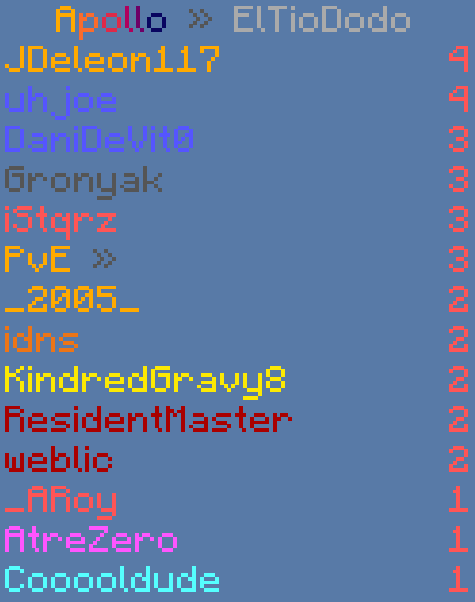 Apollo » ElTioDodo
JDeleon117 4
uh_joe 4
DaniDeVit0 3
Gronyak 3
iStqrz 3
PvE » 3
_2005_ 2
idns 2
KindredGravy8 2
ResidentMaster 2
weblic 2
_ARoy 1
AtreZero 1
Cooooldude 1